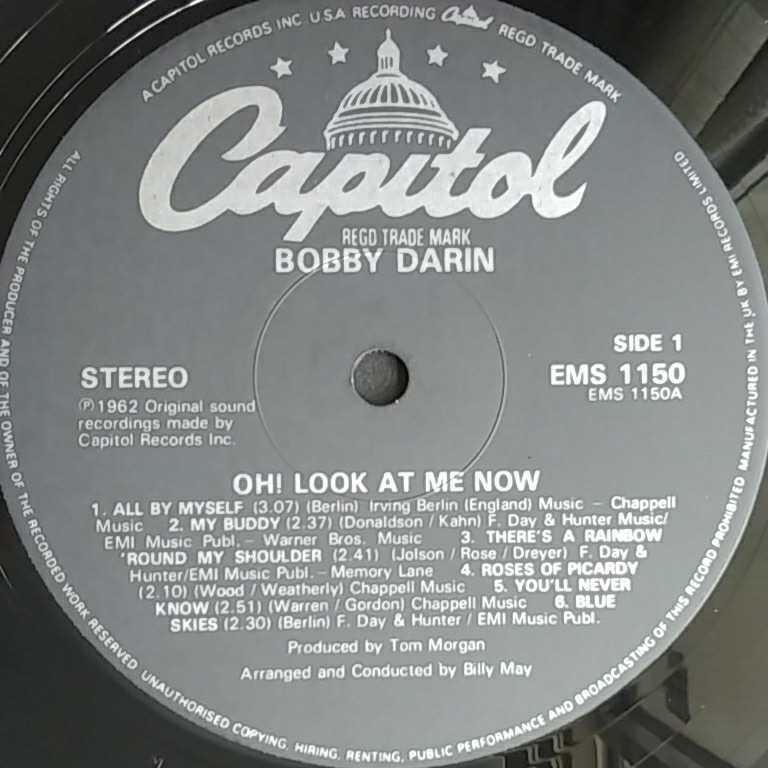 A CAPITOL RECORDS INC U.S.A RECORDING Capitol REGD TRADE MARK
Capitol
REGD TRADE MARK
BOBBY DARIN
SIDE 1
STEREO
EMS 1150
EMS 1150A
℗1962 Original sound
recordings made by
Capitol Records Inc.
OH! LOOK AT ME NOW
1. ALL BY MYSELF (3.07) (Berlin) Irving Berlin (England) Music – Chappell
Music 2. MY BUDDY (2.37) (Donaldson / Kahn) F. Day & Hunter Music/
EMI Music Publ. – Warner Bros. Music 3. THERE'S A RAINBOW
'ROUND MY SHOULDER (2.41) (Jolson / Rose / Dreyer) F. Day &
Hunter/EMI Music Publ. – Memory Lane 4. ROSES OF PICARDY
(2.10) (Wood / Weatherly) Chappell Music 5. YOU'LL NEVER
KNOW (2.51) (Warren / Gordon) Chappell Music 6. BLUE
SKIES (2.30) (Berlin) F. Day & Hunter / EMI Music Publ.
Produced by Tom Morgan
Arranged and Conducted by Billy May
ALL RIGHTS OF THE PRODUCER AND OF THE OWNER OF THE RECORDED WORK RESERVED. UNAUTHORISED COPYING, HIRING, RENTING, PUBLIC PERFORMANCE AND BROADCASTING OF THIS RECORD PROHIBITED MANUFACTURED IN THE UK BY EMI RECORDS LIMITED